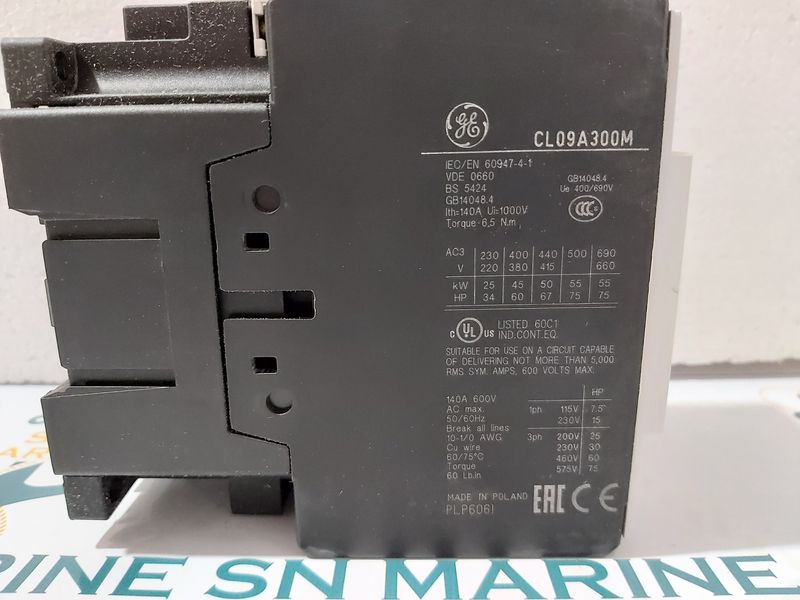 GE
CL09A300M
IEC/EN 60947-4-1
VDE 0660
BS 5424
GB14048.4
Ith=140A Ui=1000V
Torque 6,5 N.m
GB14048.4
Ue 400/690V
CCC
AC3 230 400 440 500 690
V 220 380 415 660
kW 25 45 50 55 55
HP 34 60 67 75 75
C UL US LISTED 60C1
IND.CONT.EQ.
SUITABLE FOR USE ON A CIRCUIT CAPABLE
OF DELIVERING NOT MORE THAN 5,000
RMS SYM. AMPS, 600 VOLTS MAX.
HP
140A 600V
AC max. 1ph 115V 7.5
50/60Hz 230V 15
Break all lines
10-1/0 AWG 3ph 200V 25
Cu wire 230V 30
60/75°C 460V 60
Torque 575V 75
60 Lb.in
MADE IN POLAND
PLP606I
EAC CE
RINE SN MARINE